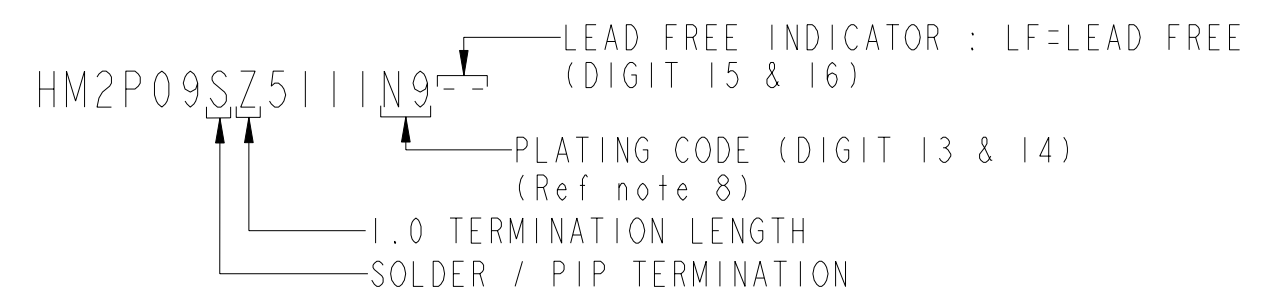 LEAD FREE INDICATOR : LF=LEAD FREE
(DIGIT 15 & 16)
HM2P09SZ5111N9--
PLATING CODE (DIGIT 13 & 14)
(Ref note 8)
1.0 TERMINATION LENGTH
SOLDER / PIP TERMINATION